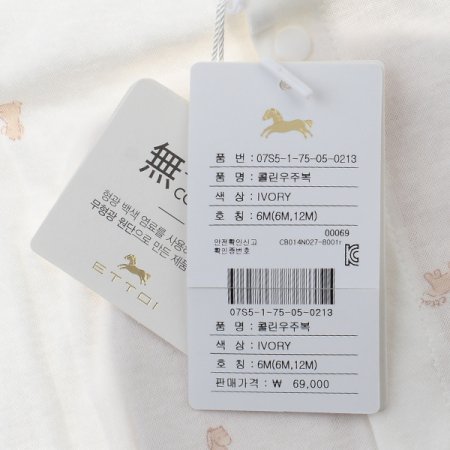 無
CO
형광 백색 염료를 사용하
무형광 원단으로 만든 제품
ETTOI
품 번 : 07S5-1-75-05-0213
품 명 : 콜린우주복
색 상 : IVORY
호 칭 : 6M(6M,12M)
00069
안전확인신고
확인증번호
CB014N027-8001r
07S5-1-75-05-0213
품 명 : 콜린우주복
색 상 : IVORY
호 칭 : 6M(6M,12M)
판매가격 : ₩ 69,000